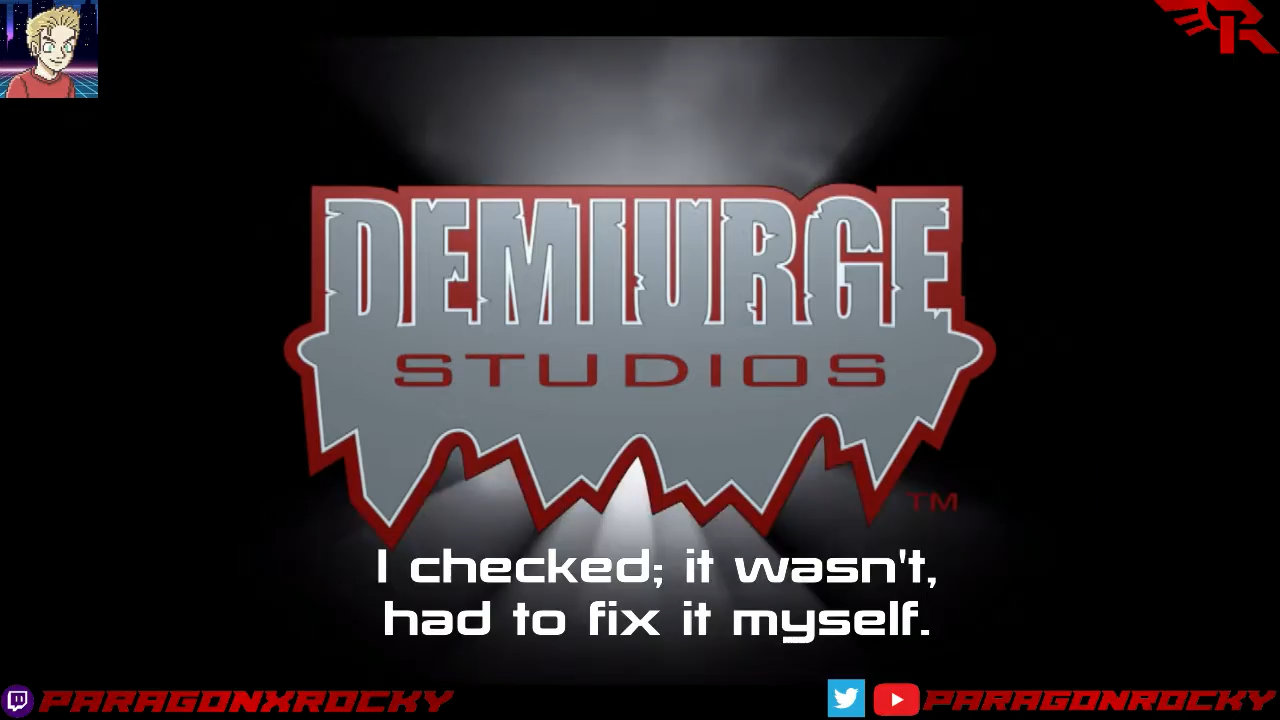 R
DEMIURGE
STUDIOS
TM
I checked; it wasn't,
had to fix it myself.
PARAGONXROCKY
PARAGONROCKY